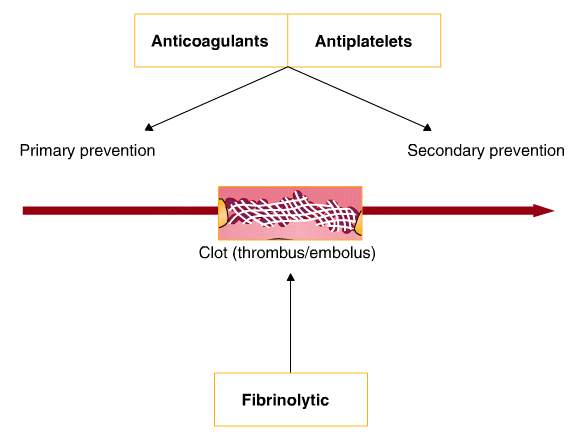 Anticoagulants
Antiplatelets
Primary prevention
Secondary prevention
Clot (thrombus/embolus)
Fibrinolytic